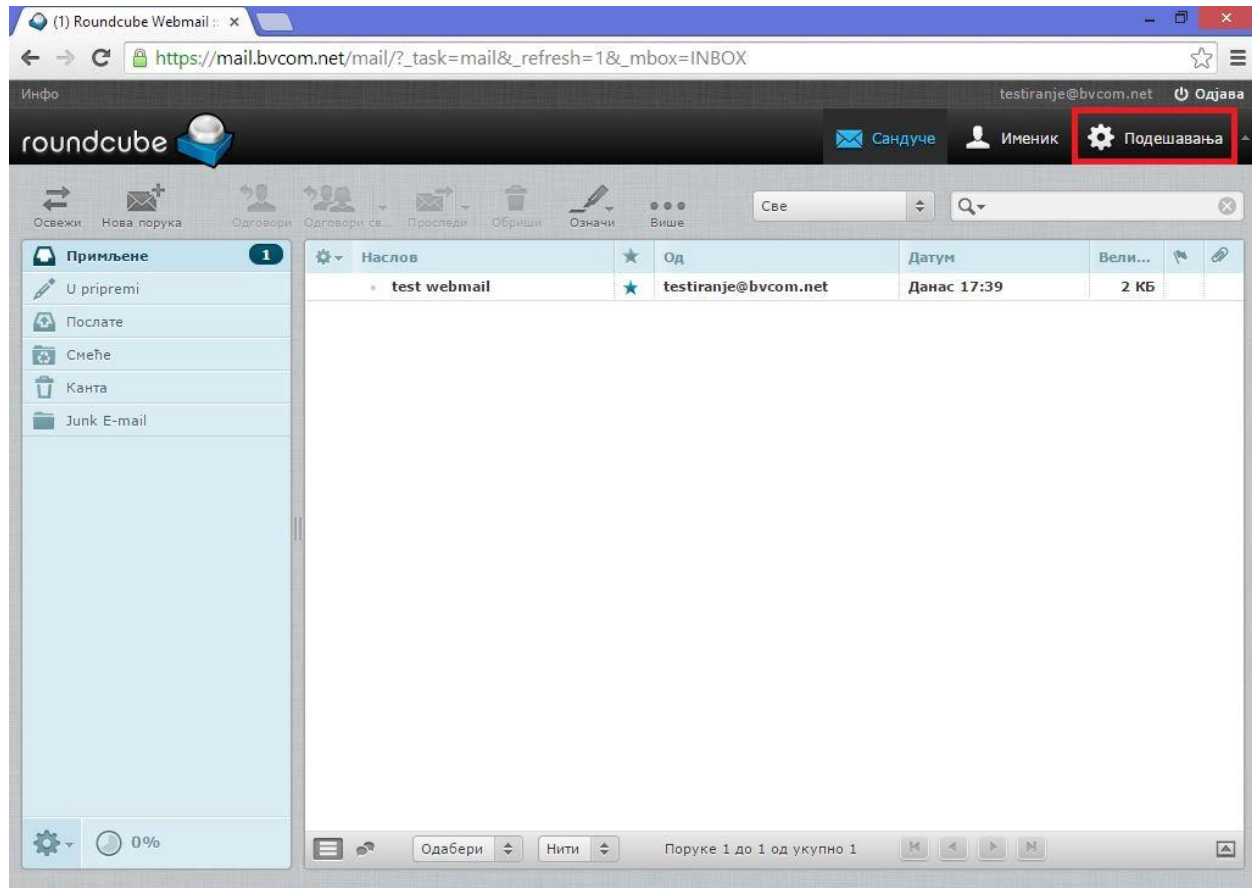 (1) Roundcube Webmail ::
https://mail.bvcom.net/mail/?_task=mail&_refresh=1&_mbox=INBOX
Инфо testiranje@bvcom.net Одјава
roundcube Сандуче Именик Подешавања
Освежи Нова порука Одговори Одговори св... Проследи Обриши Означи Више Све
Примљене 1 Наслов Од Датум Вели...
U pripremi test webmail testiranje@bvcom.net Данас 17:39 2 КБ
Послате
Смеће
Канта
Junk E-mail
0% Одабери Нити Поруке 1 до 1 од укупно 1